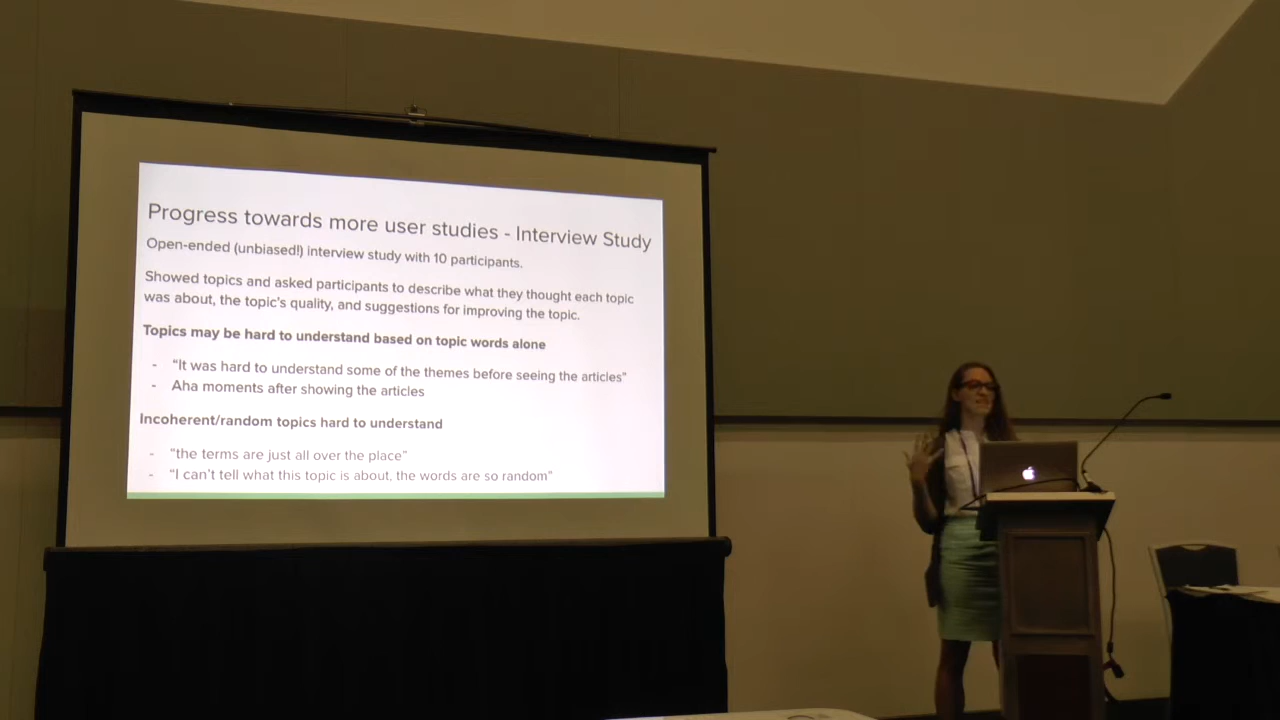 Progress towards more user studies - Interview Study
Open-ended (unbiased!) interview study with 10 participants.
Showed topics and asked participants to describe what they thought each topic
was about, the topic's quality, and suggestions for improving the topic.
Topics may be hard to understand based on topic words alone
- "It was hard to understand some of the themes before seeing the articles"
- Aha moments after showing the articles
Incoherent/random topics hard to understand
- "the terms are just all over the place"
- "I can't tell what this topic is about, the words are so random"